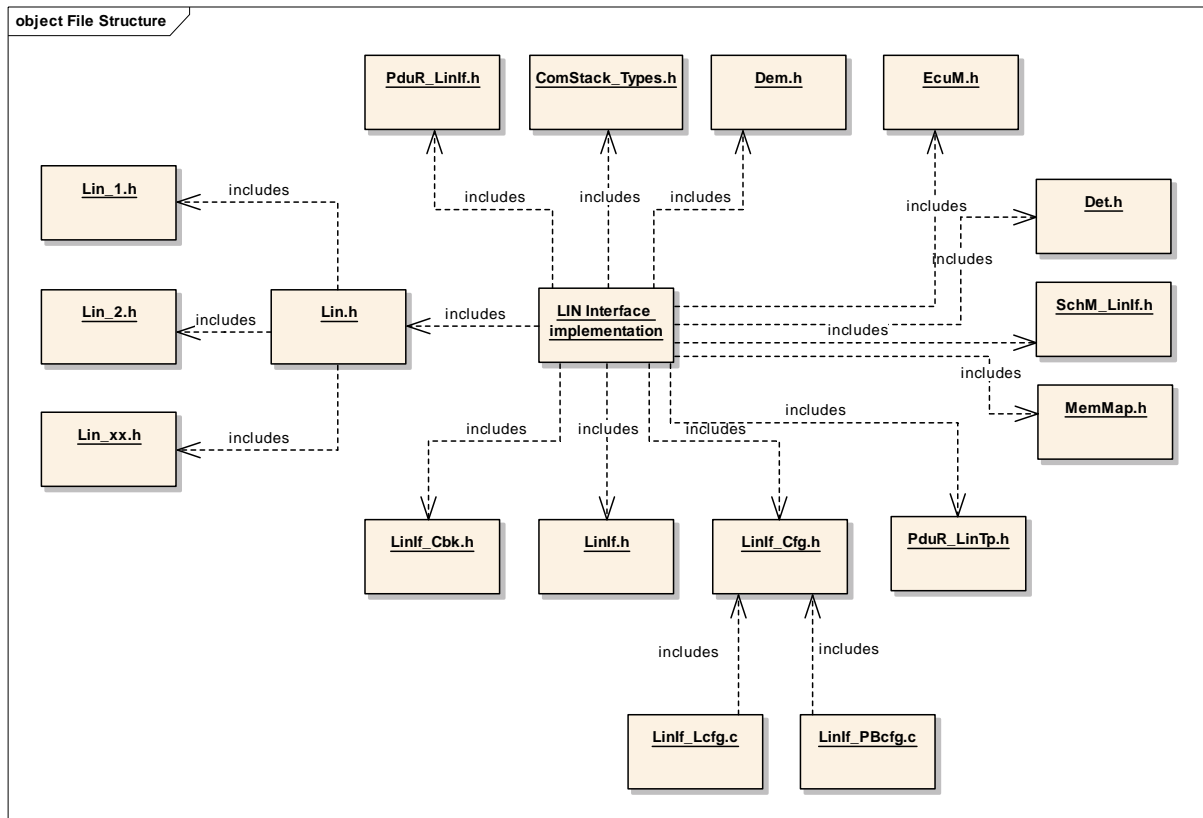 object File Structure
PduR_LinIf.h
ComStack_Types.h
Dem.h
EcuM.h
Lin_1.h
includes
includes
includes
includes
includes
Det.h
includes
Lin_2.h
includes
Lin.h
includes
LIN Interface
implementation
includes
SchM_LinIf.h
includes
MemMap.h
Lin_xx.h
includes
includes
includes
includes
includes
LinIf_Cbk.h
LinIf.h
LinIf_Cfg.h
PduR_LinTp.h
includes
includes
LinIf_Lcfg.c
LinIf_PBcfg.c